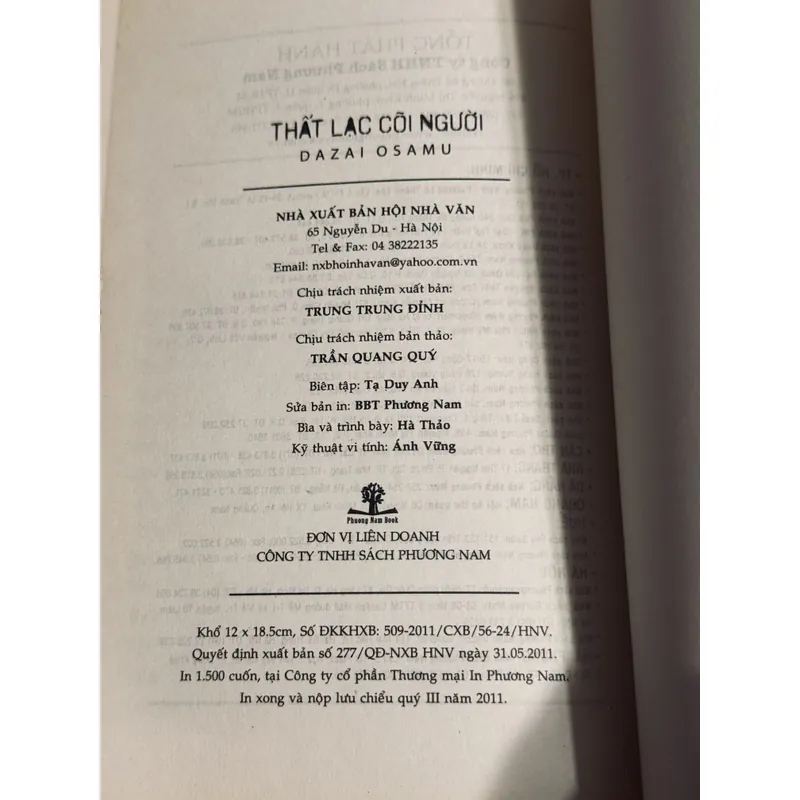 THẤT LẠC CÕI NGƯỜI
DAZAI OSAMU
NHÀ XUẤT BẢN HỘI NHÀ VĂN
65 Nguyễn Du - Hà Nội
Tel & Fax: 04 38222135
Email: nxbhoinhavan@yahoo.com.vn
Chịu trách nhiệm xuất bản:
TRUNG TRUNG ĐỈNH
Chịu trách nhiệm bản thảo:
TRẦN QUANG QUÝ
Biên tập: Tạ Duy Anh
Sửa bản in: BBT Phương Nam
Bìa và trình bày: Hà Thảo
Kỹ thuật vi tính: Ánh Vững
Phuong Nam Book
ĐƠN VỊ LIÊN DOANH
CÔNG TY TNHH SÁCH PHƯƠNG NAM
Khổ 12 x 18.5cm, Số ĐKKHXB: 509-2011/CXB/56-24/HNV.
Quyết định xuất bản số 277/QĐ-NXB HNV ngày 31.05.2011.
In 1.500 cuốn, tại Công ty cổ phần Thương mại In Phương Nam.
In xong và nộp lưu chiểu quý III năm 2011.